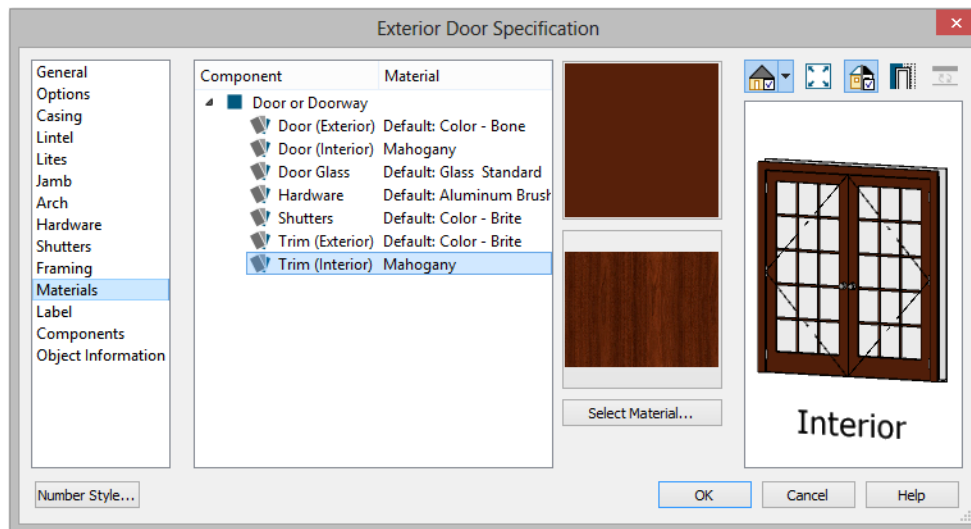 Exterior Door Specification
General
Options
Casing
Lintel
Lites
Jamb
Arch
Hardware
Shutters
Framing
Materials
Label
Components
Object Information
Component Material
Door or Doorway
Door (Exterior) Default: Color - Bone
Door (Interior) Mahogany
Door Glass Default: Glass Standard
Hardware Default: Aluminum Brush
Shutters Default: Color - Brite
Trim (Exterior) Default: Color - Brite
Trim (Interior) Mahogany
Select Material...
Interior
Number Style...
OK
Cancel
Help